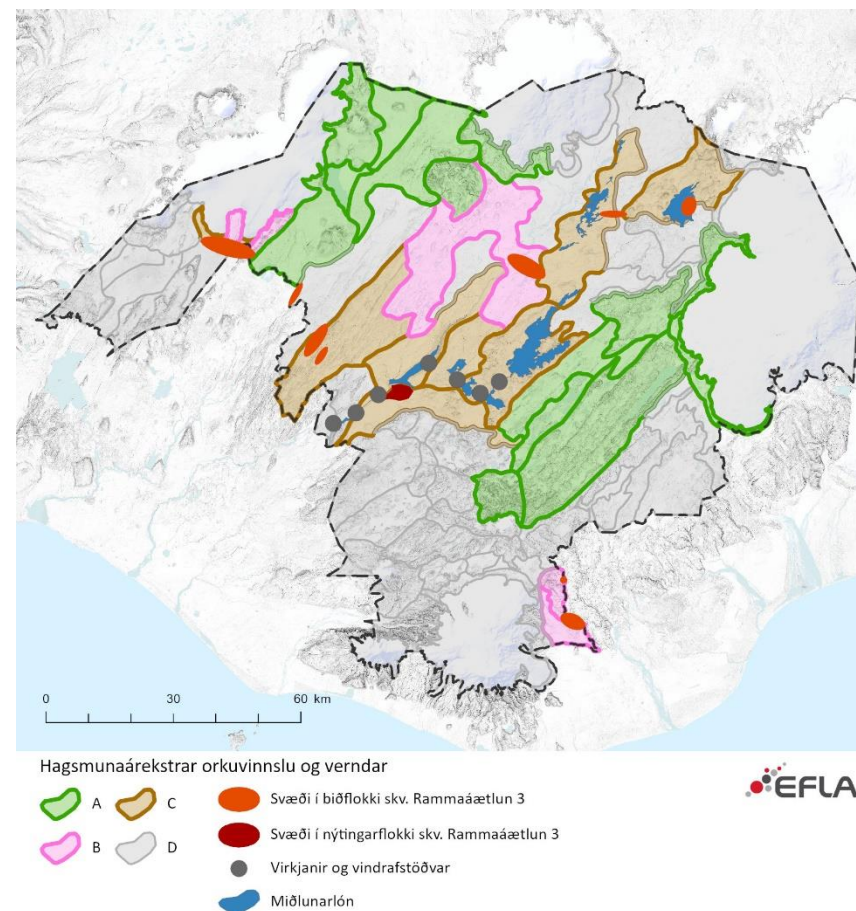 0 30 60 km
Hagsmunaárekstrar orkuvinnslu og verndar
A
C
B
D
Svæði í biðflokki skv. Rammaáætlun 3
Svæði í nýtingarflokki skv. Rammaáætlun 3
Virkjanir og vindrafstöðvar
Miðlunarlón
EFLA